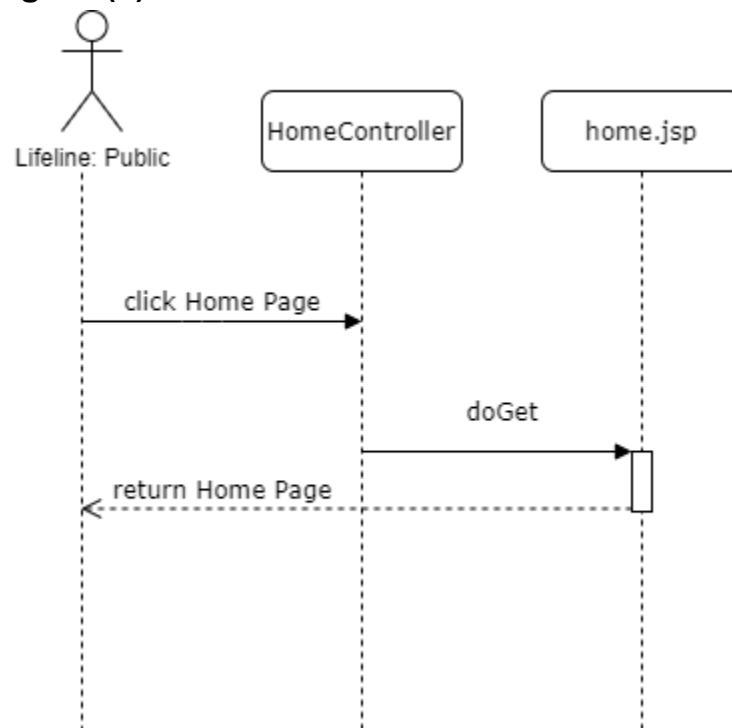 Lifeline: Public
HomeController
home.jsp
click Home Page
doGet
return Home Page